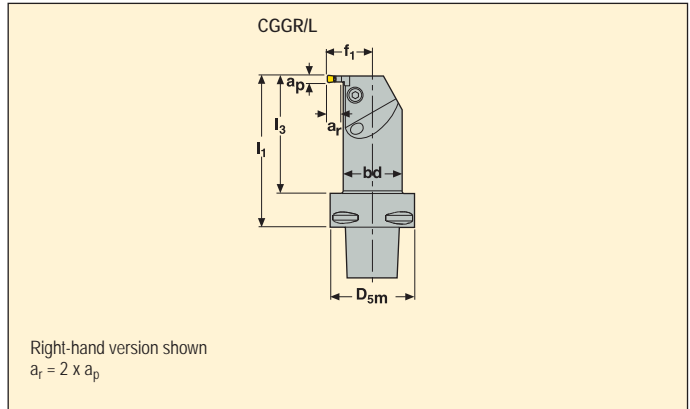 CGGR/L
f₁
aₚ
aᵣ
l₃
l₁
bd
D₅ₘ
Right-hand version shown
aᵣ = 2 x aₚ